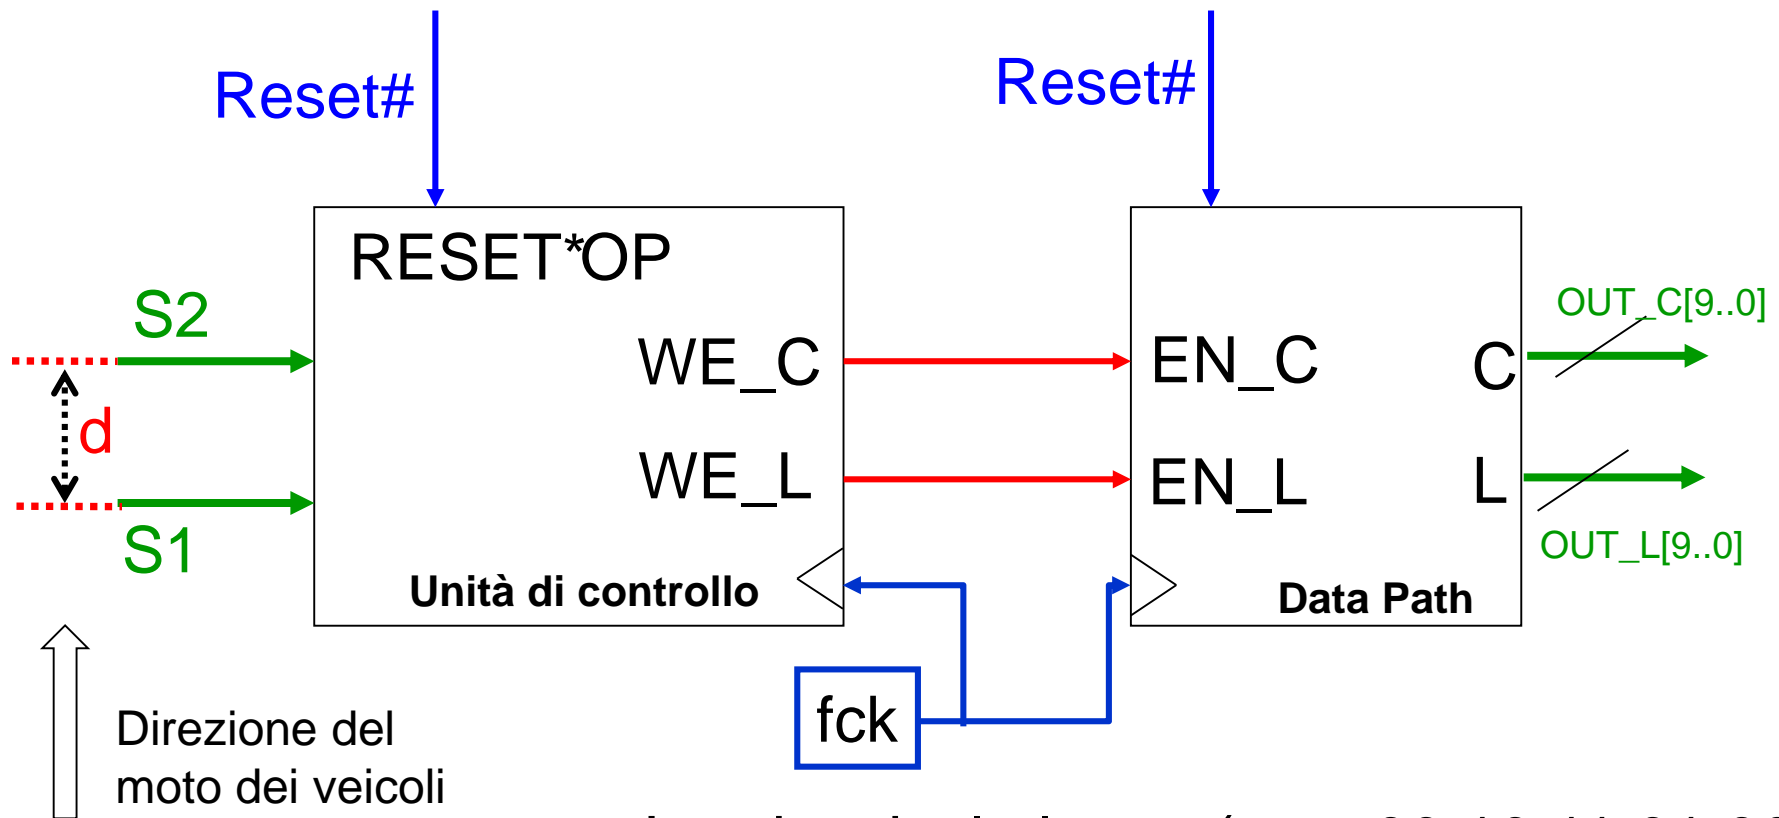 Reset#
Reset#
RESET*OP
S2
WE_C
EN_C
C
OUT_C[9..0]
d
WE_L
EN_L
L
S1
OUT_L[9..0]
Unità di controllo
Data Path
fck
Direzione del
moto dei veicoli